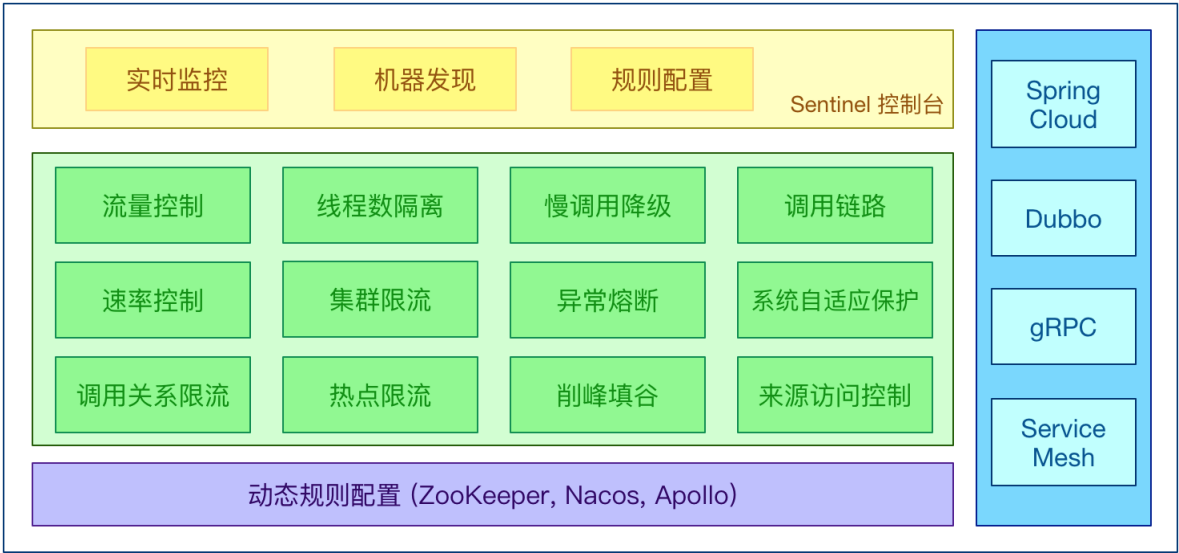 实时监控
机器发现
规则配置
Sentinel 控制台
流量控制
线程数隔离
慢调用降级
调用链路
速率控制
集群限流
异常熔断
系统自适应保护
调用关系限流
热点限流
削峰填谷
来源访问控制
动态规则配置 (ZooKeeper, Nacos, Apollo)
Spring
Cloud
Dubbo
gRPC
Service
Mesh